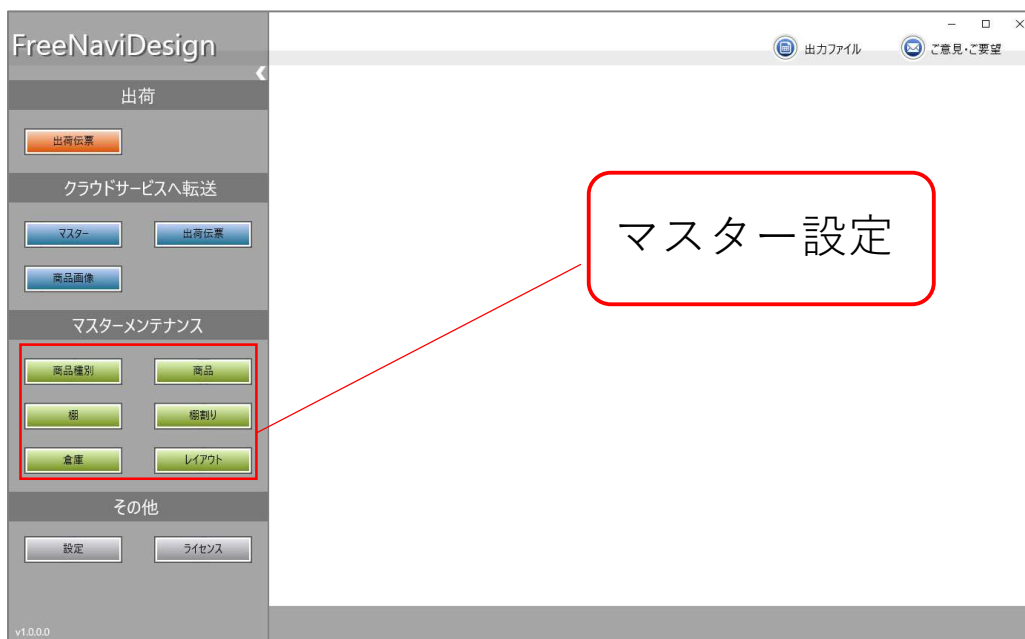 FreeNaviDesign
出力ファイル
ご意見・ご要望
出荷
出荷伝票
クラウドサービスへ転送
マスター
出荷伝票
商品画像
マスターメンテナンス
商品種別
商品
棚
棚割り
倉庫
レイアウト
その他
設定
ライセンス
v1.0.0.0
マスター設定